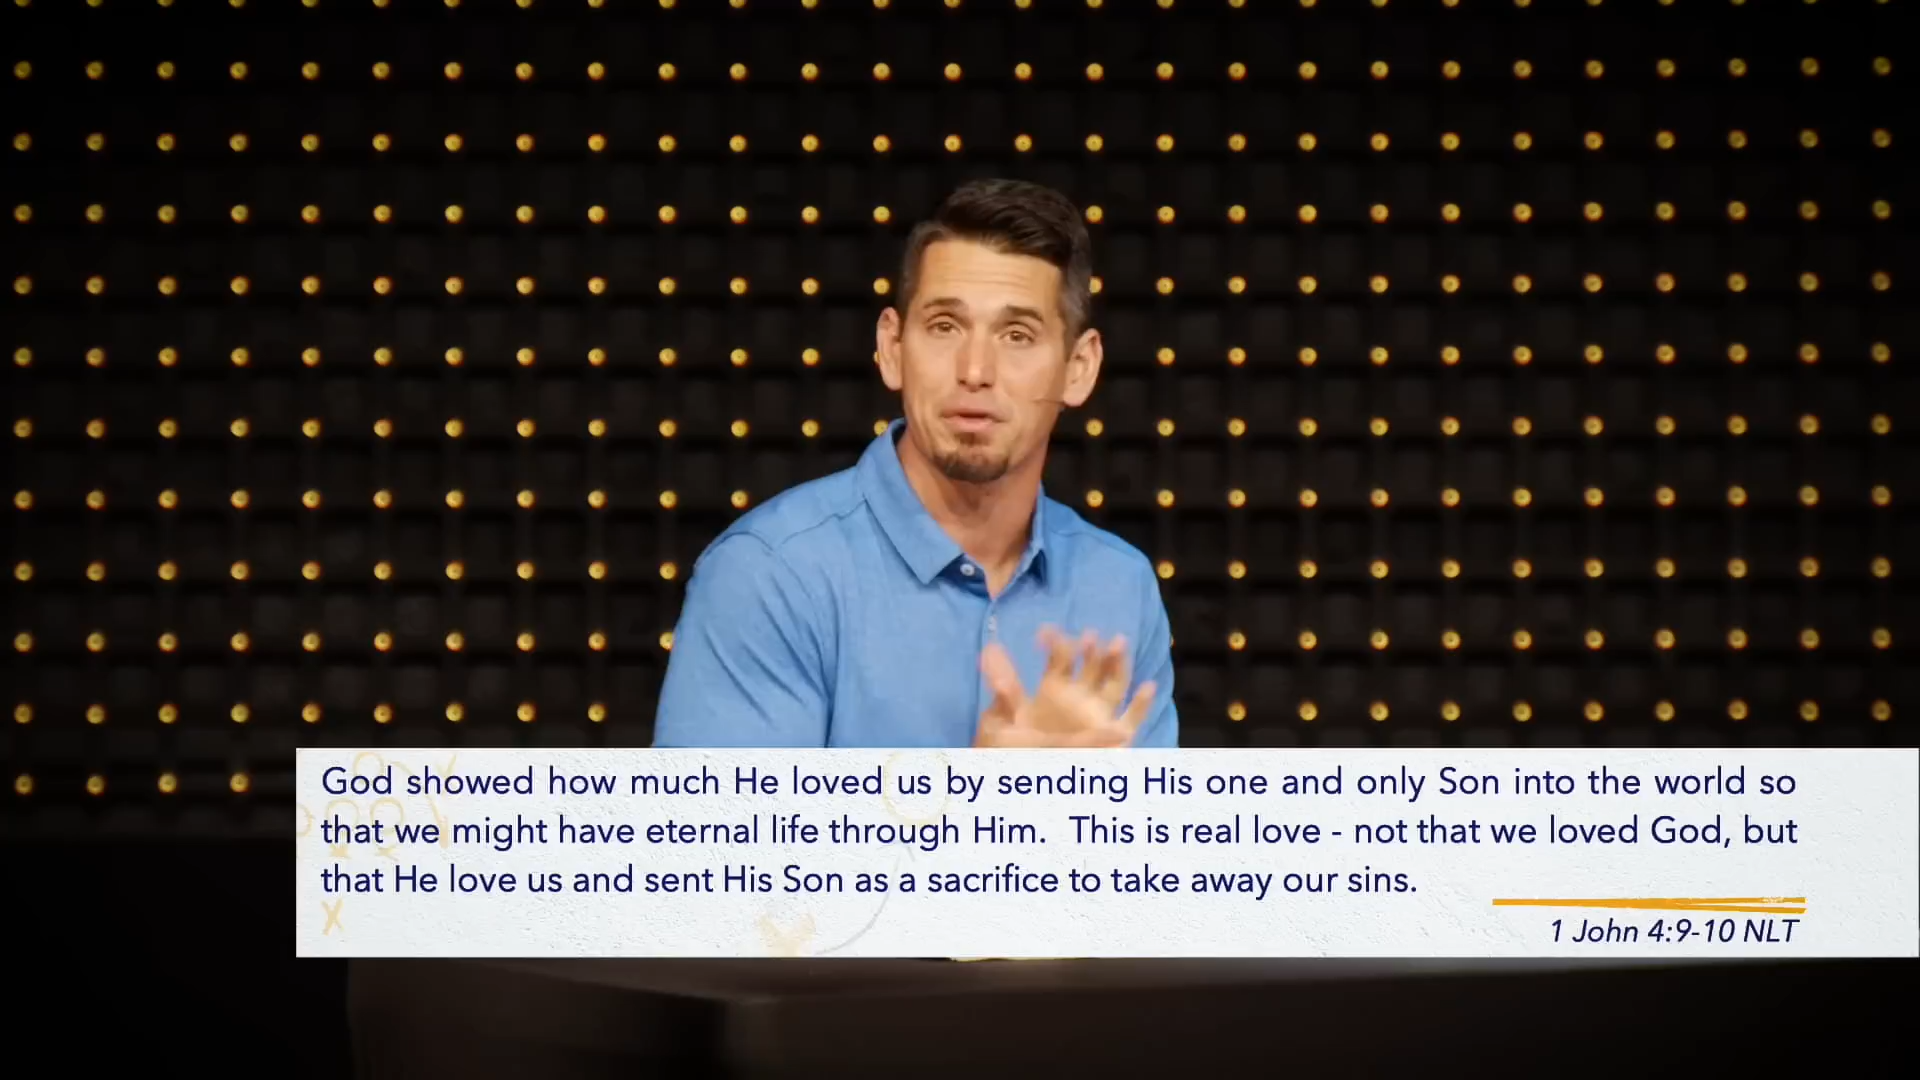 God showed how much He loved us by sending His one and only Son into the world so
that we might have eternal life through Him. This is real love - not that we loved God, but
that He love us and sent His Son as a sacrifice to take away our sins.
1 John 4:9-10 NLT